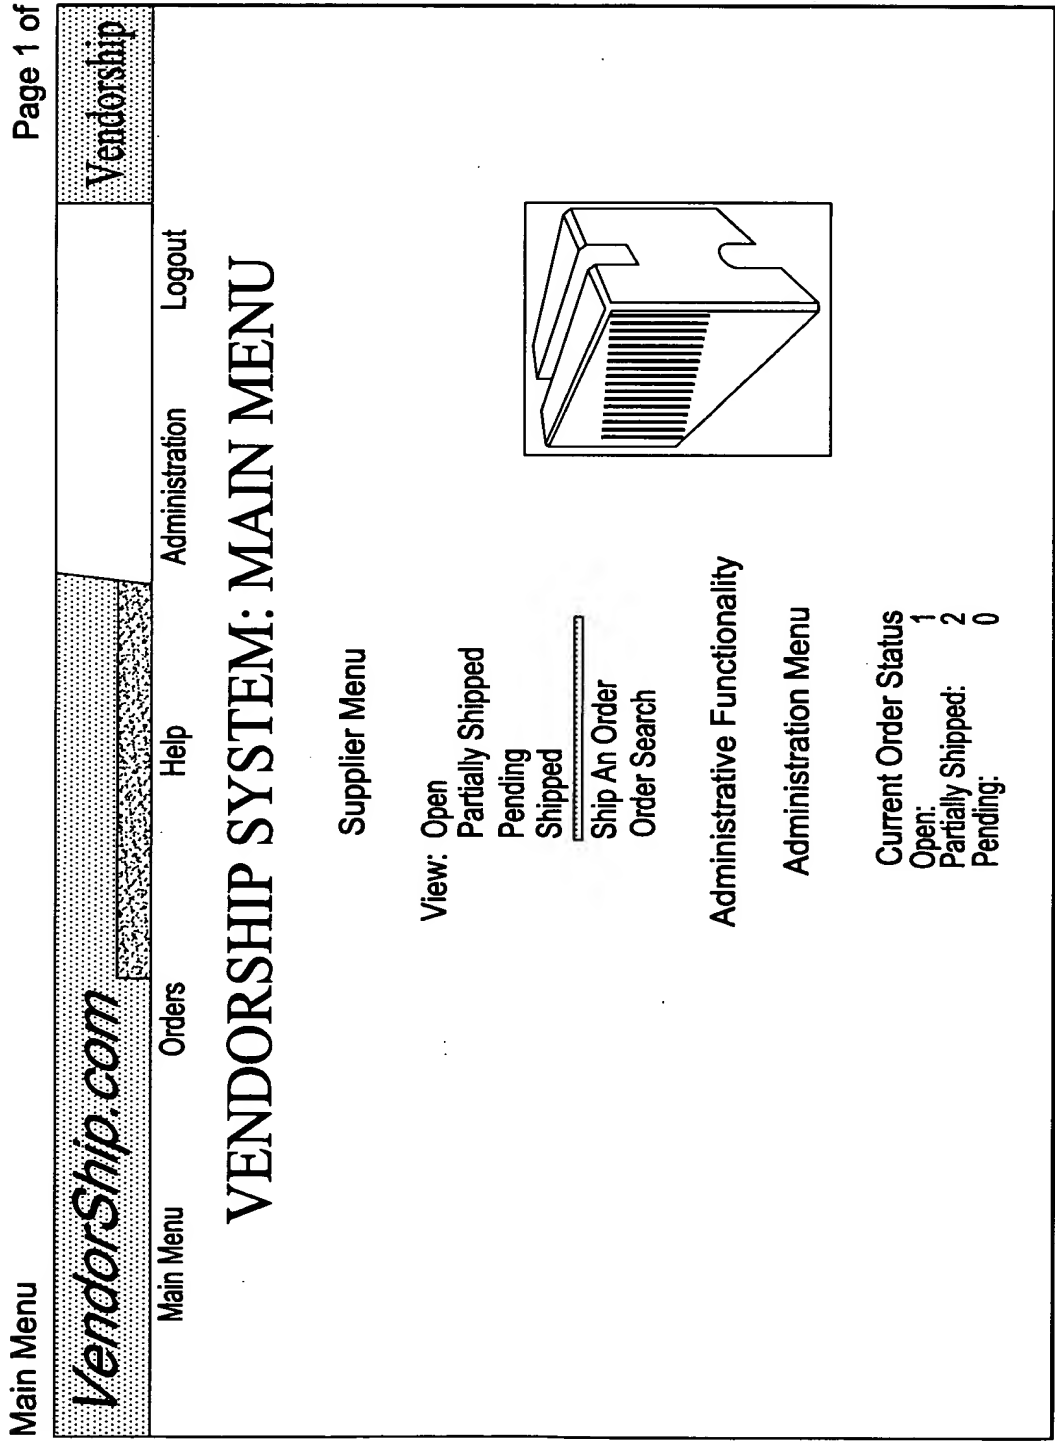 Main Menu Page 1 of
VendorShip.com Vendorship
Main Menu Orders Help Administration Logout
VENDORSHIP SYSTEM: MAIN MENU
Supplier Menu
View: Open
Partially Shipped
Pending
Shipped
Ship An Order
Order Search
Administrative Functionality
Administration Menu
Current Order Status
Open: 1
Partially Shipped: 2
Pending: 0